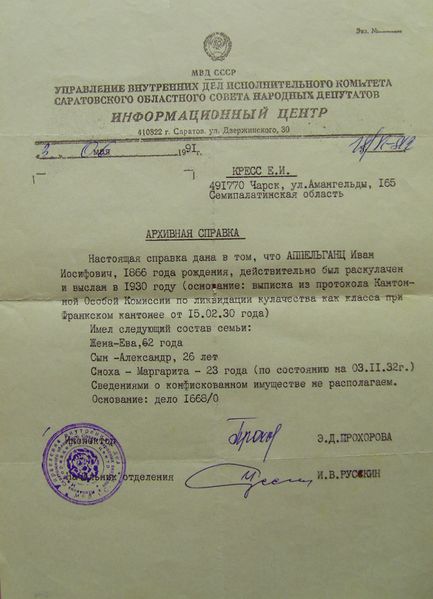 Экз. №
МВД СССР
УПРАВЛЕНИЕ ВНУТРЕННИХ ДЕЛ ИСПОЛНИТЕЛЬНОГО КОМИТЕТА
САРАТОВСКОГО ОБЛАСТНОГО СОВЕТА НАРОДНЫХ ДЕПУТАТОВ
ИНФОРМАЦИОННЫЙ ЦЕНТР
410322 г. Саратов, ул. Дзержинского, 30
мая 1991г.
КРЕСС Е.И.
491770 Чарск, ул.Амангельды, 165
Семипалатинская область
АРХИВНАЯ СПРАВКА
Настоящая справка дана в том, что АППЕЛЬГАНЦ Иван
Иосифович, 1866 года рождения, действительно был раскулачен
и выслан в 1930 году (основание: выписка из протокола Кантон-
ной Особой Комиссии по ликвидации кулачества как класса при
Франкском кантоне от 15.02.30 года)
Имел следующий состав семьи:
Жена-Ева,62 года
Сын -Александр, 26 лет
Сноха - Маргарита - 23 года (по состоянию на 03.II.32г.)
Сведениями о конфискованном имуществе не располагаем.
Основание: дело 1668/0
Инспектор Э.Д.ПРОХОРОВА
Начальник отделения И.В.РУСЯКИН